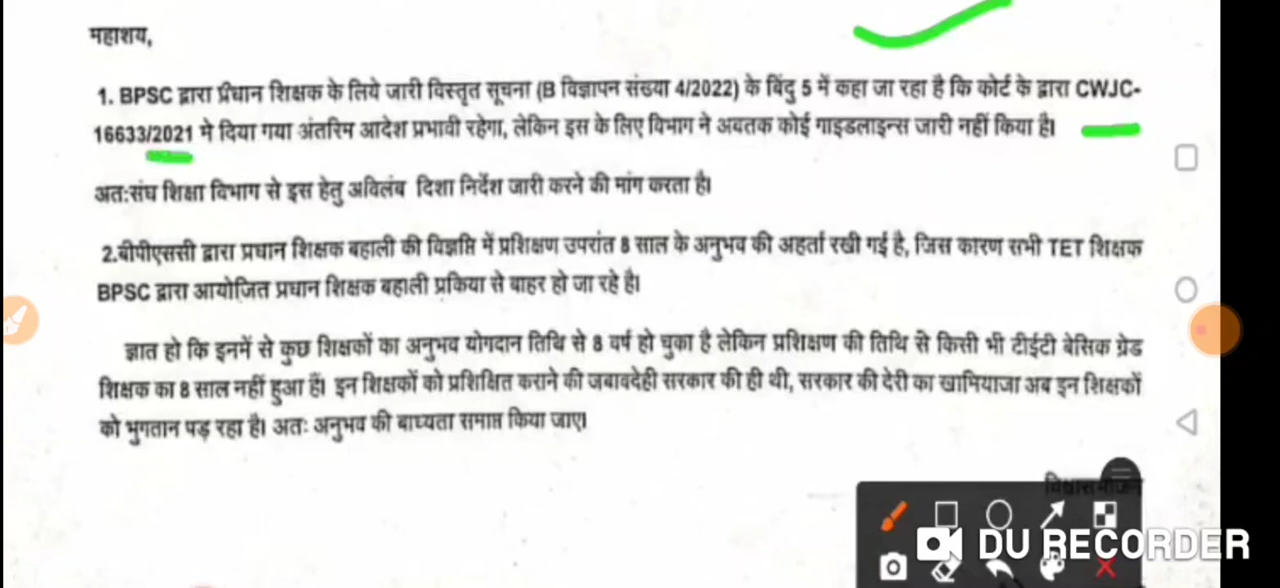 महाशय,
1. BPSC द्वारा प्रधान शिक्षक के लिये जारी विस्तृत सूचना (B विज्ञापन संख्या 4/2022) के बिंदु 5 में कहा जा रहा है कि कोर्ट के द्वारा CWJC-
16633/2021 मे दिया गया अंतरिम आदेश प्रभावी रहेगा, लेकिन इस के लिए विभाग ने अबतक कोई गाइडलाइन्स जारी नहीं किया है।
अत:संघ शिक्षा विभाग से इस हेतु अविलंब दिशा निर्देश जारी करने की मांग करता है।
2.बीपीएससी द्वारा प्रधान शिक्षक बहाली की विज्ञप्ति में प्रशिक्षण उपरांत 8 साल के अनुभव की अहर्ता रखी गई है, जिस कारण सभी TET शिक्षक
BPSC द्वारा आयोजित प्रधान शिक्षक बहाली प्रकिया से बाहर हो जा रहे है।
ज्ञात हो कि इनमें से कुछ शिक्षकों का अनुभव योगदान तिथि से 8 वर्ष हो चुका है लेकिन प्रशिक्षण की तिथि से किसी भी टीईटी बेसिक ग्रेड
शिक्षक का 8 साल नहीं हुआ हैं। इन शिक्षकों को प्रशिक्षित कराने की जबावदेही सरकार की ही थी, सरकार की देरी का खामियाजा अब इन शिक्षकों
को भुगतान पड़ रहा है। अतः अनुभव की बाध्यता समाप्त किया जाए।
DU RECORDER